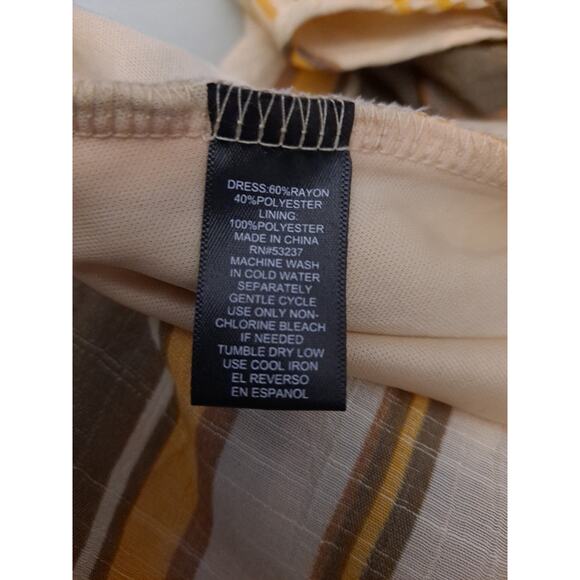 DRESS:60%RAYON
40%POLYESTER
LINING:
100%POLYESTER
MADE IN CHINA
RN#53237
MACHINE WASH
IN COLD WATER
SEPARATELY
GENTLE CYCLE
USE ONLY NON-
CHLORINE BLEACH
IF NEEDED
TUMBLE DRY LOW
USE COOL IRON
EL REVERSO
EN ESPANOL